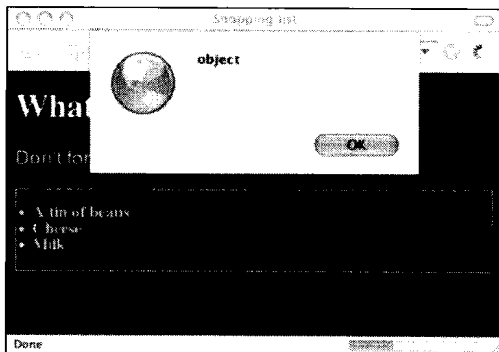 Shopping list
object
OK
What
Don't for
• A tin of beans
• Cheese
• Milk
Done